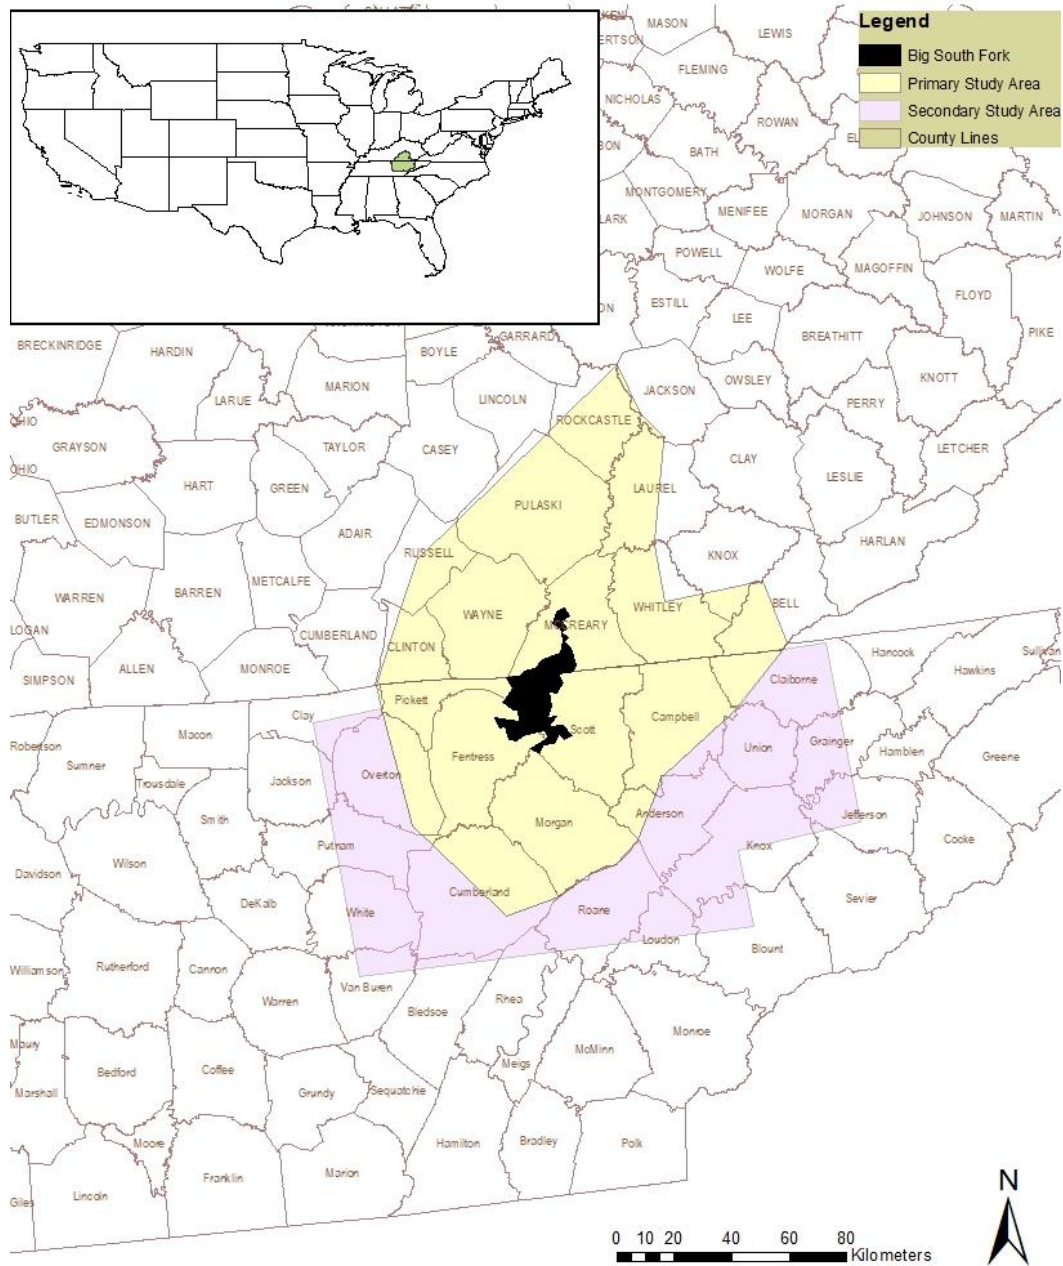 Legend
Big South Fork
Primary Study Area
Secondary Study Area
County Lines
MASON
LEWIS
ERTSON
FLEMING
NICHOLAS
ROWAN
BATH
MONTGOMERY
LARK
MENIFEE
MORGAN
JOHNSON
MARTIN
POWELL
WOLFE
MAGOFFIN
ESTILL
FLOYD
LEE
BREATHITT
PIKE
BRECKINRIDGE
HARDIN
BOYLE
GARRARD
MARION
LARUE
LINCOLN
JACKSON
OWSLEY
KNOTT
PERRY
ROCKCASTLE
GRAYSON
TAYLOR
CASEY
CLAY
LETCHER
LESLIE
HART
GREEN
LAUREL
PULASKI
BUTLER
EDMONSON
ADAIR
HARLAN
RUSSELL
KNOX
METCALFE
WARREN
BARREN
WAYNE
WHITLEY
BELL
LOGAN
CUMBERLAND
MCCREARY
CLINTON
ALLEN
MONROE
SIMPSON
Hancock
Hawkins
Sullivan
Claiborne
Pickett
Clay
Campbell
Scott
Macon
Robertson
Sumner
Union
Grainger
Hamblen
Greene
Fentress
Overton
Jackson
Trousdale
Smith
Anderson
Jefferson
Morgan
Putnam
Knox
Cocke
Wilson
Davidson
Cumberland
Sevier
DeKalb
White
Roane
Loudon
Blount
Williamson
Rutherford
Cannon
Van Buren
Warren
Bledsoe
Rhea
Monroe
McMinn
Maury
Bedford
Coffee
Meigs
Marshall
Grundy
Sequatchie
Moore
Hamilton
Bradley
Polk
Franklin
Marion
Lincoln
Giles
N
0 10 20 40 60 80
Kilometers